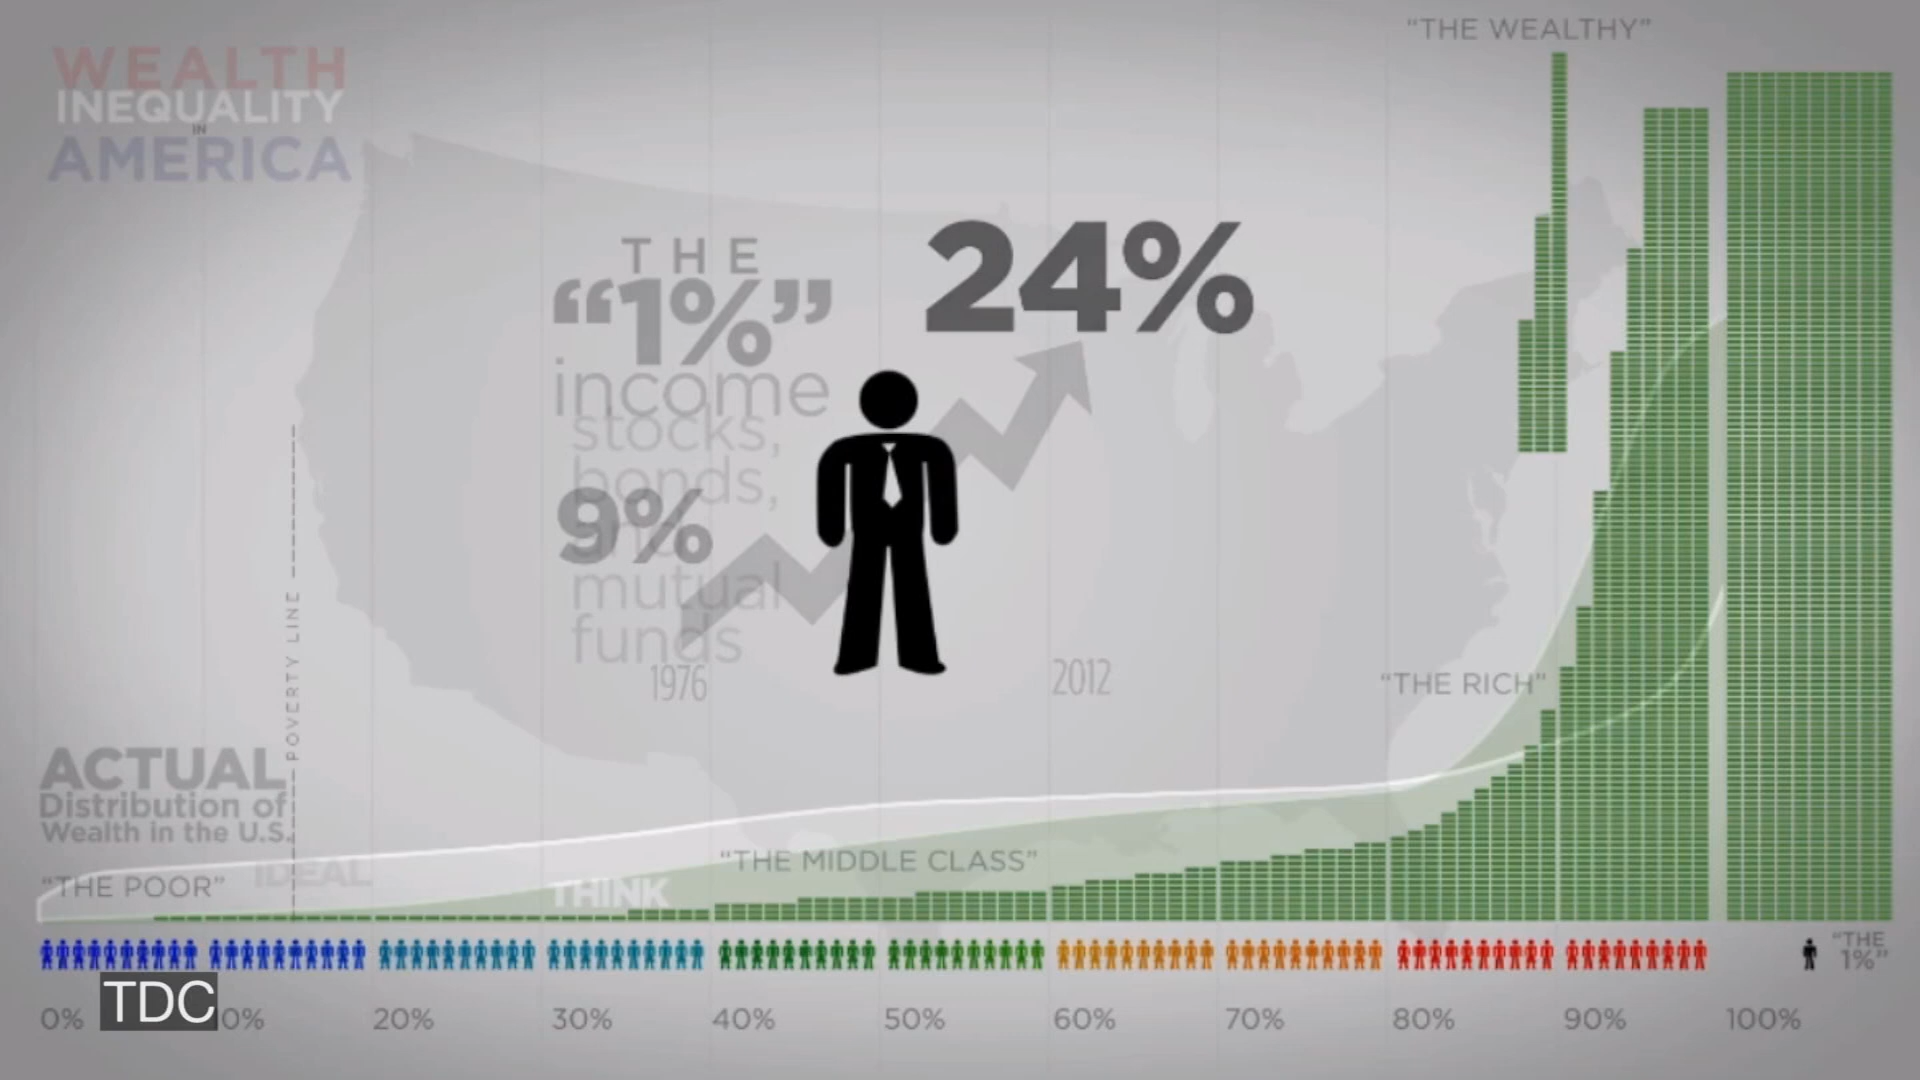 "THE WEALTHY"
WEALTH
INEQUALITY
IN
AMERICA
THE
"1%"
income
stocks,
bonds,
and
mutual
funds
24%
9%
1976
2012
POVERTY LINE
"THE RICH"
ACTUAL
Distribution of
Wealth in the U.S.
"THE POOR"
IDEAL
THINK
"THE MIDDLE CLASS"
"THE
1%"
TDC
0% 0% 20% 30% 40% 50% 60% 70% 80% 90% 100%